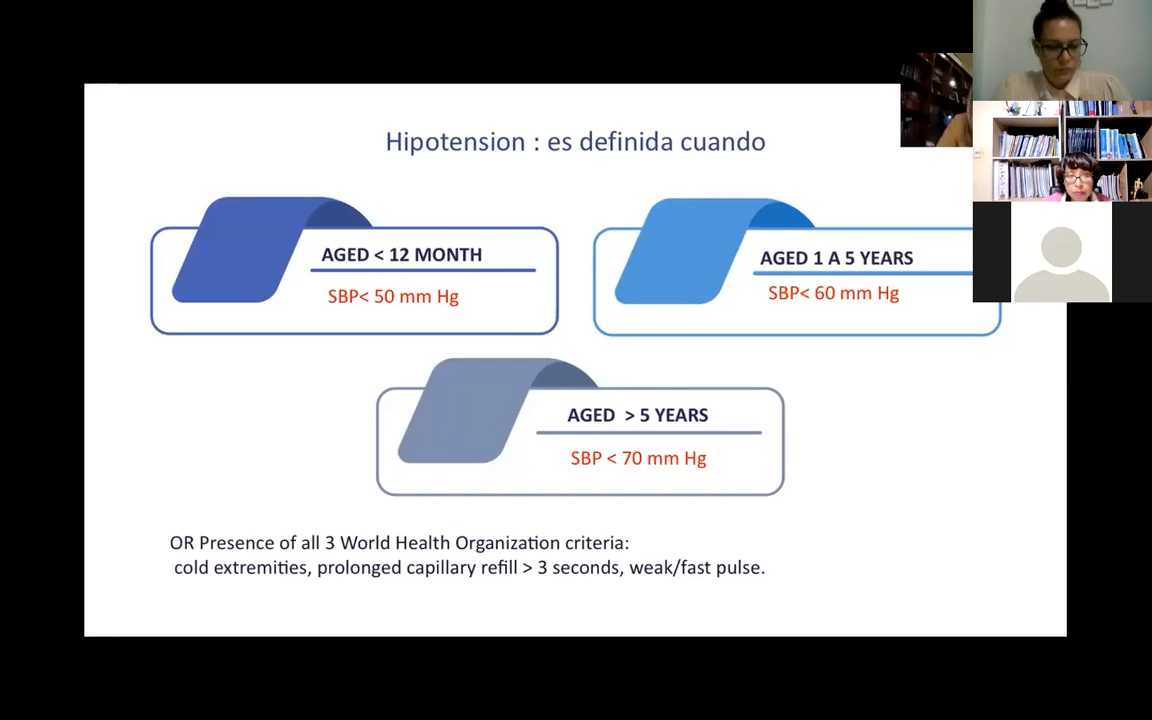 Hipotension : es definida cuando
AGED < 12 MONTH
SBP< 50 mm Hg
AGED 1 A 5 YEARS
SBP< 60 mm Hg
AGED > 5 YEARS
SBP < 70 mm Hg
OR Presence of all 3 World Health Organization criteria:
cold extremities, prolonged capillary refill > 3 seconds, weak/fast pulse.